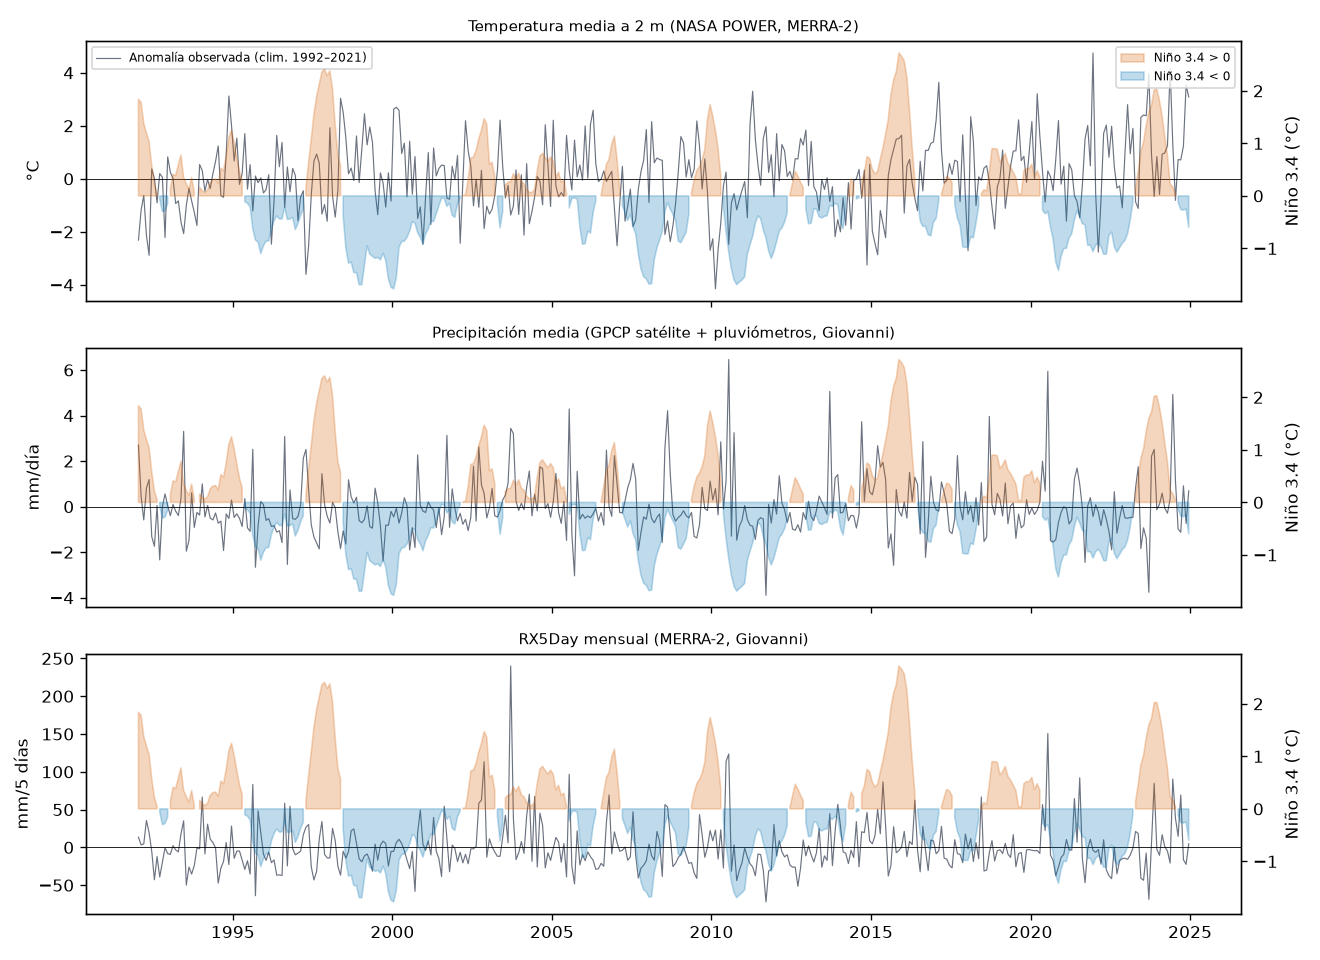 Temperatura media a 2 m (NASA POWER, MERRA-2)
Anomalía observada (clim. 1992–2021)
Niño 3.4 > 0
Niño 3.4 < 0
4
2
0
−2
−4
°C
2
1
0
−1
Niño 3.4 (°C)
Precipitación media (GPCP satélite + pluviómetros, Giovanni)
6
4
2
0
−2
−4
mm/día
2
1
0
−1
Niño 3.4 (°C)
RX5Day mensual (MERRA-2, Giovanni)
250
200
150
100
50
0
−50
mm/5 días
2
1
0
−1
Niño 3.4 (°C)
1995 2000 2005 2010 2015 2020 2025